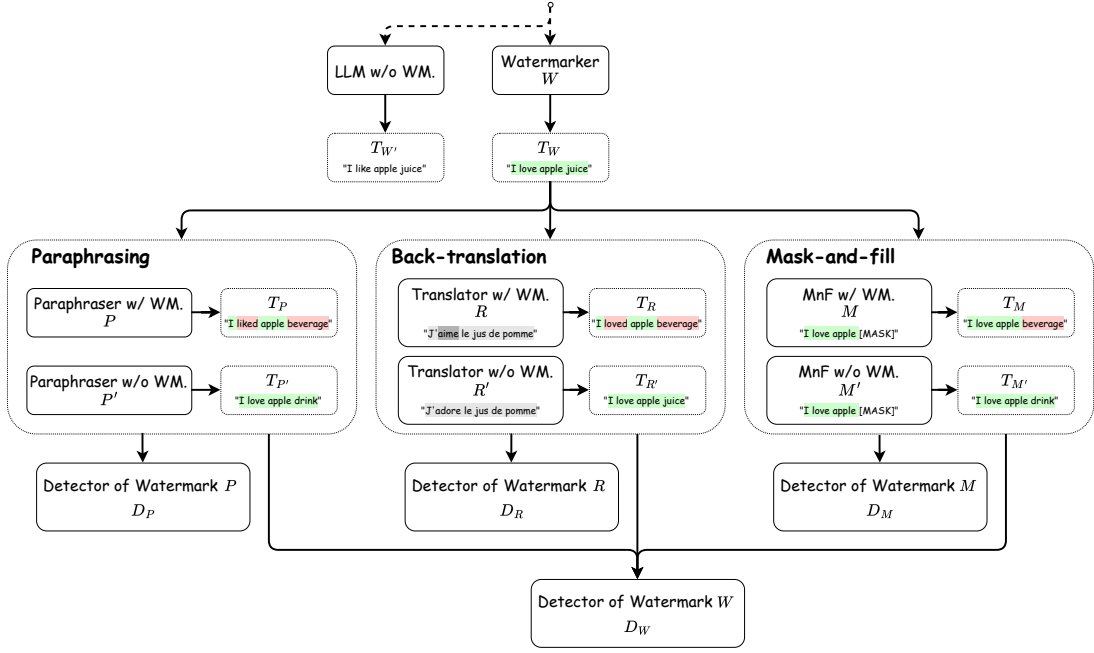 LLM w/o WM.
Watermarker
W
T_{W'}
"I like apple juice"
T_W
"I love apple juice"
Paraphrasing
Paraphraser w/ WM.
P
T_P
"I liked apple beverage"
Paraphraser w/o WM.
P'
T_{P'}
"I love apple drink"
Back-translation
Translator w/ WM.
R
"J'aime le jus de pomme"
T_R
"I loved apple beverage"
Translator w/o WM.
R'
"J'adore le jus de pomme"
T_{R'}
"I love apple juice"
Mask-and-fill
MnF w/ WM.
M
"I love apple [MASK]"
T_M
"I love apple beverage"
MnF w/o WM.
M'
"I love apple [MASK]"
T_{M'}
"I love apple drink"
Detector of Watermark P
D_P
Detector of Watermark R
D_R
Detector of Watermark M
D_M
Detector of Watermark W
D_W